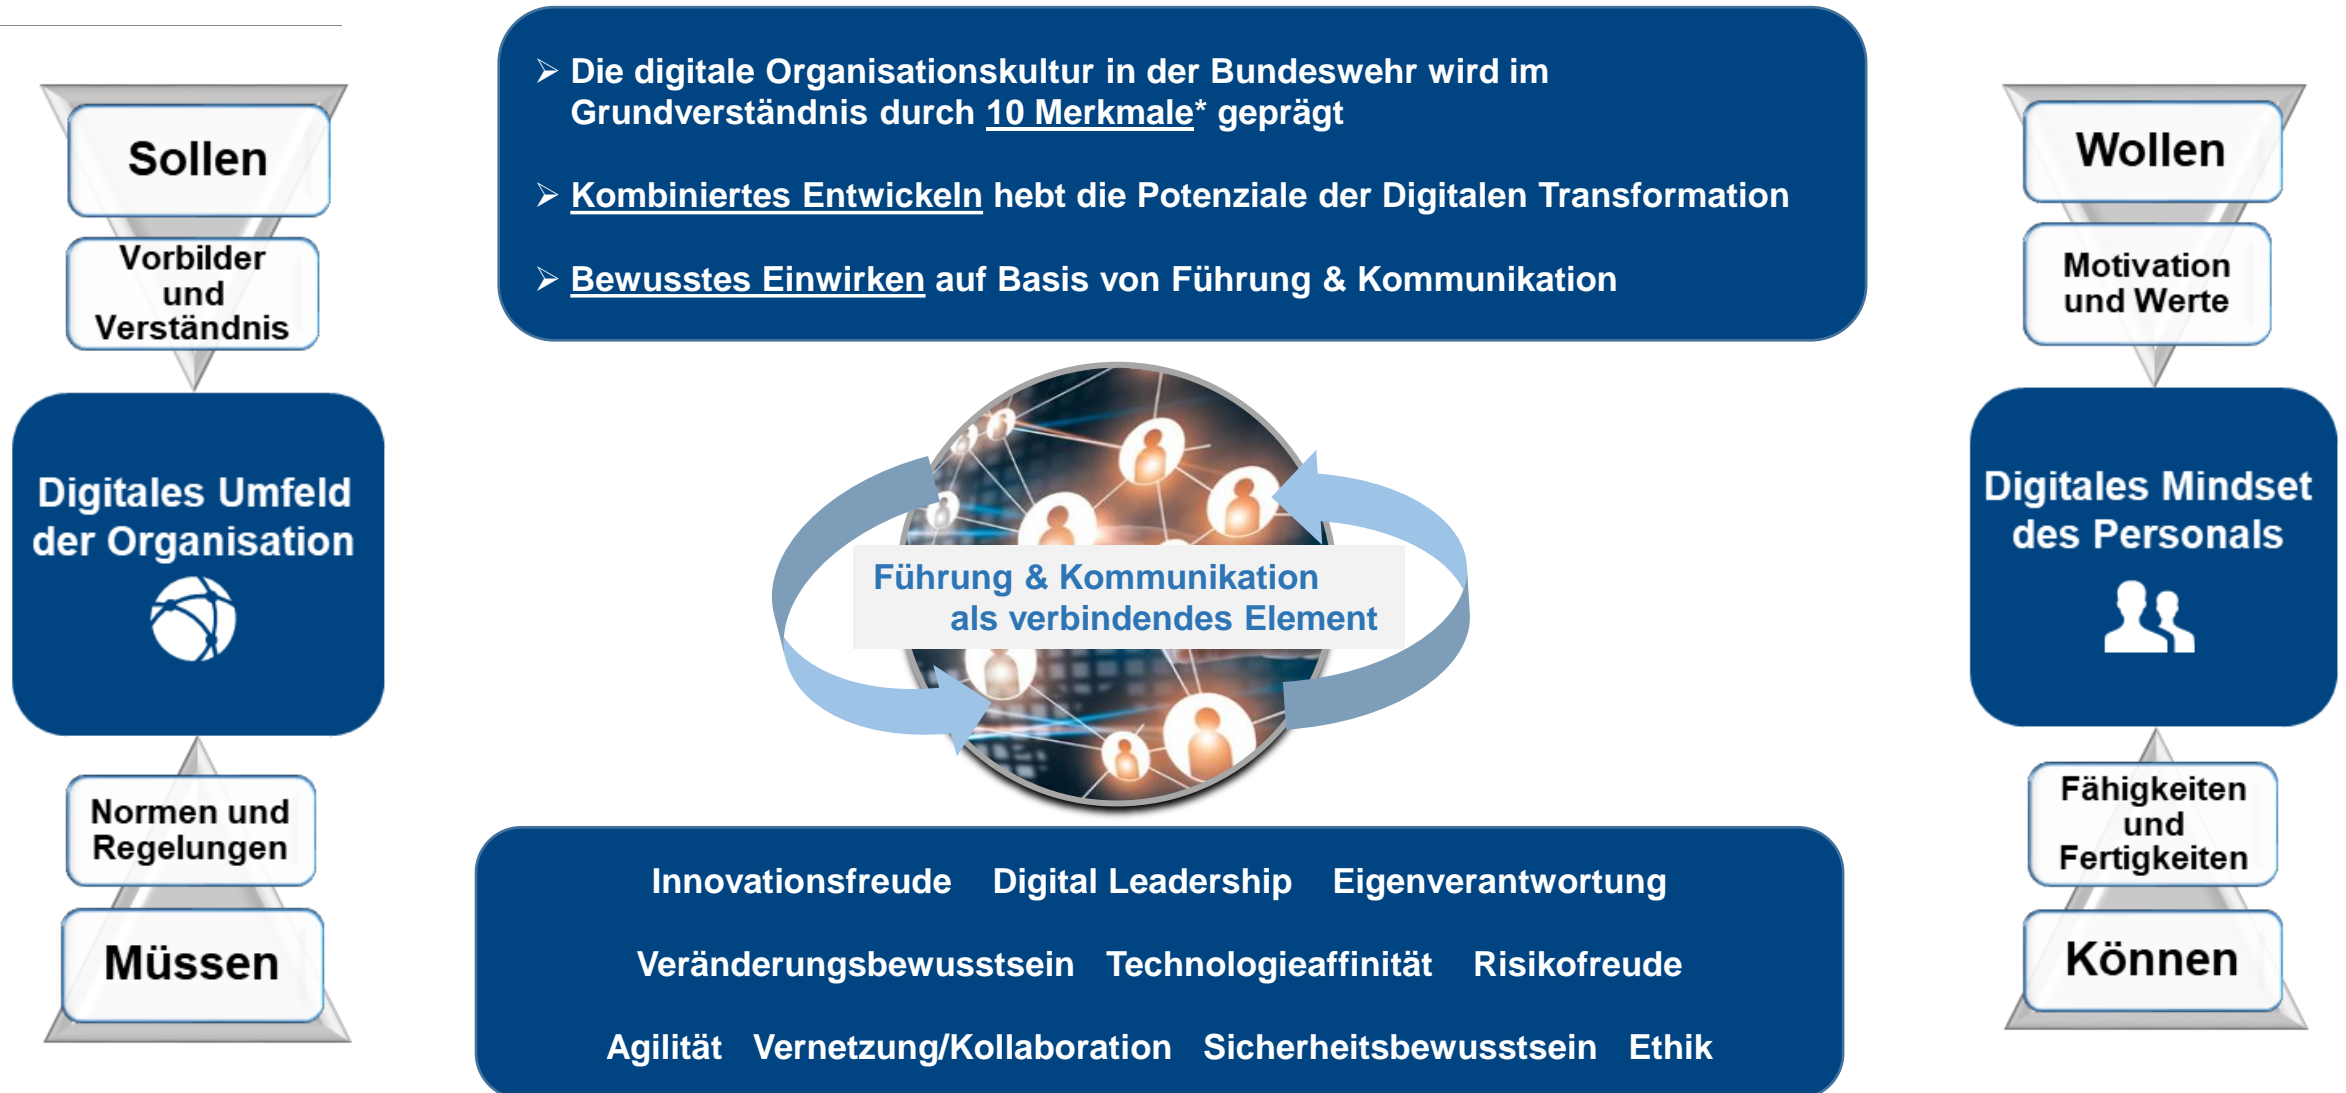 Sollen
Vorbilder
und
Verständnis
Digitales Umfeld
der Organisation
Normen und
Regelungen
Müssen
➢ Die digitale Organisationskultur in der Bundeswehr wird im
Grundverständnis durch 10 Merkmale* geprägt
➢ Kombiniertes Entwickeln hebt die Potenziale der Digitalen Transformation
➢ Bewusstes Einwirken auf Basis von Führung & Kommunikation
Führung & Kommunikation
als verbindendes Element
Innovationsfreude Digital Leadership Eigenverantwortung
Veränderungsbewusstsein Technologieaffinität Risikofreude
Agilität Vernetzung/Kollaboration Sicherheitsbewusstsein Ethik
Wollen
Motivation
und Werte
Digitales Mindset
des Personals
Fähigkeiten
und
Fertigkeiten
Können